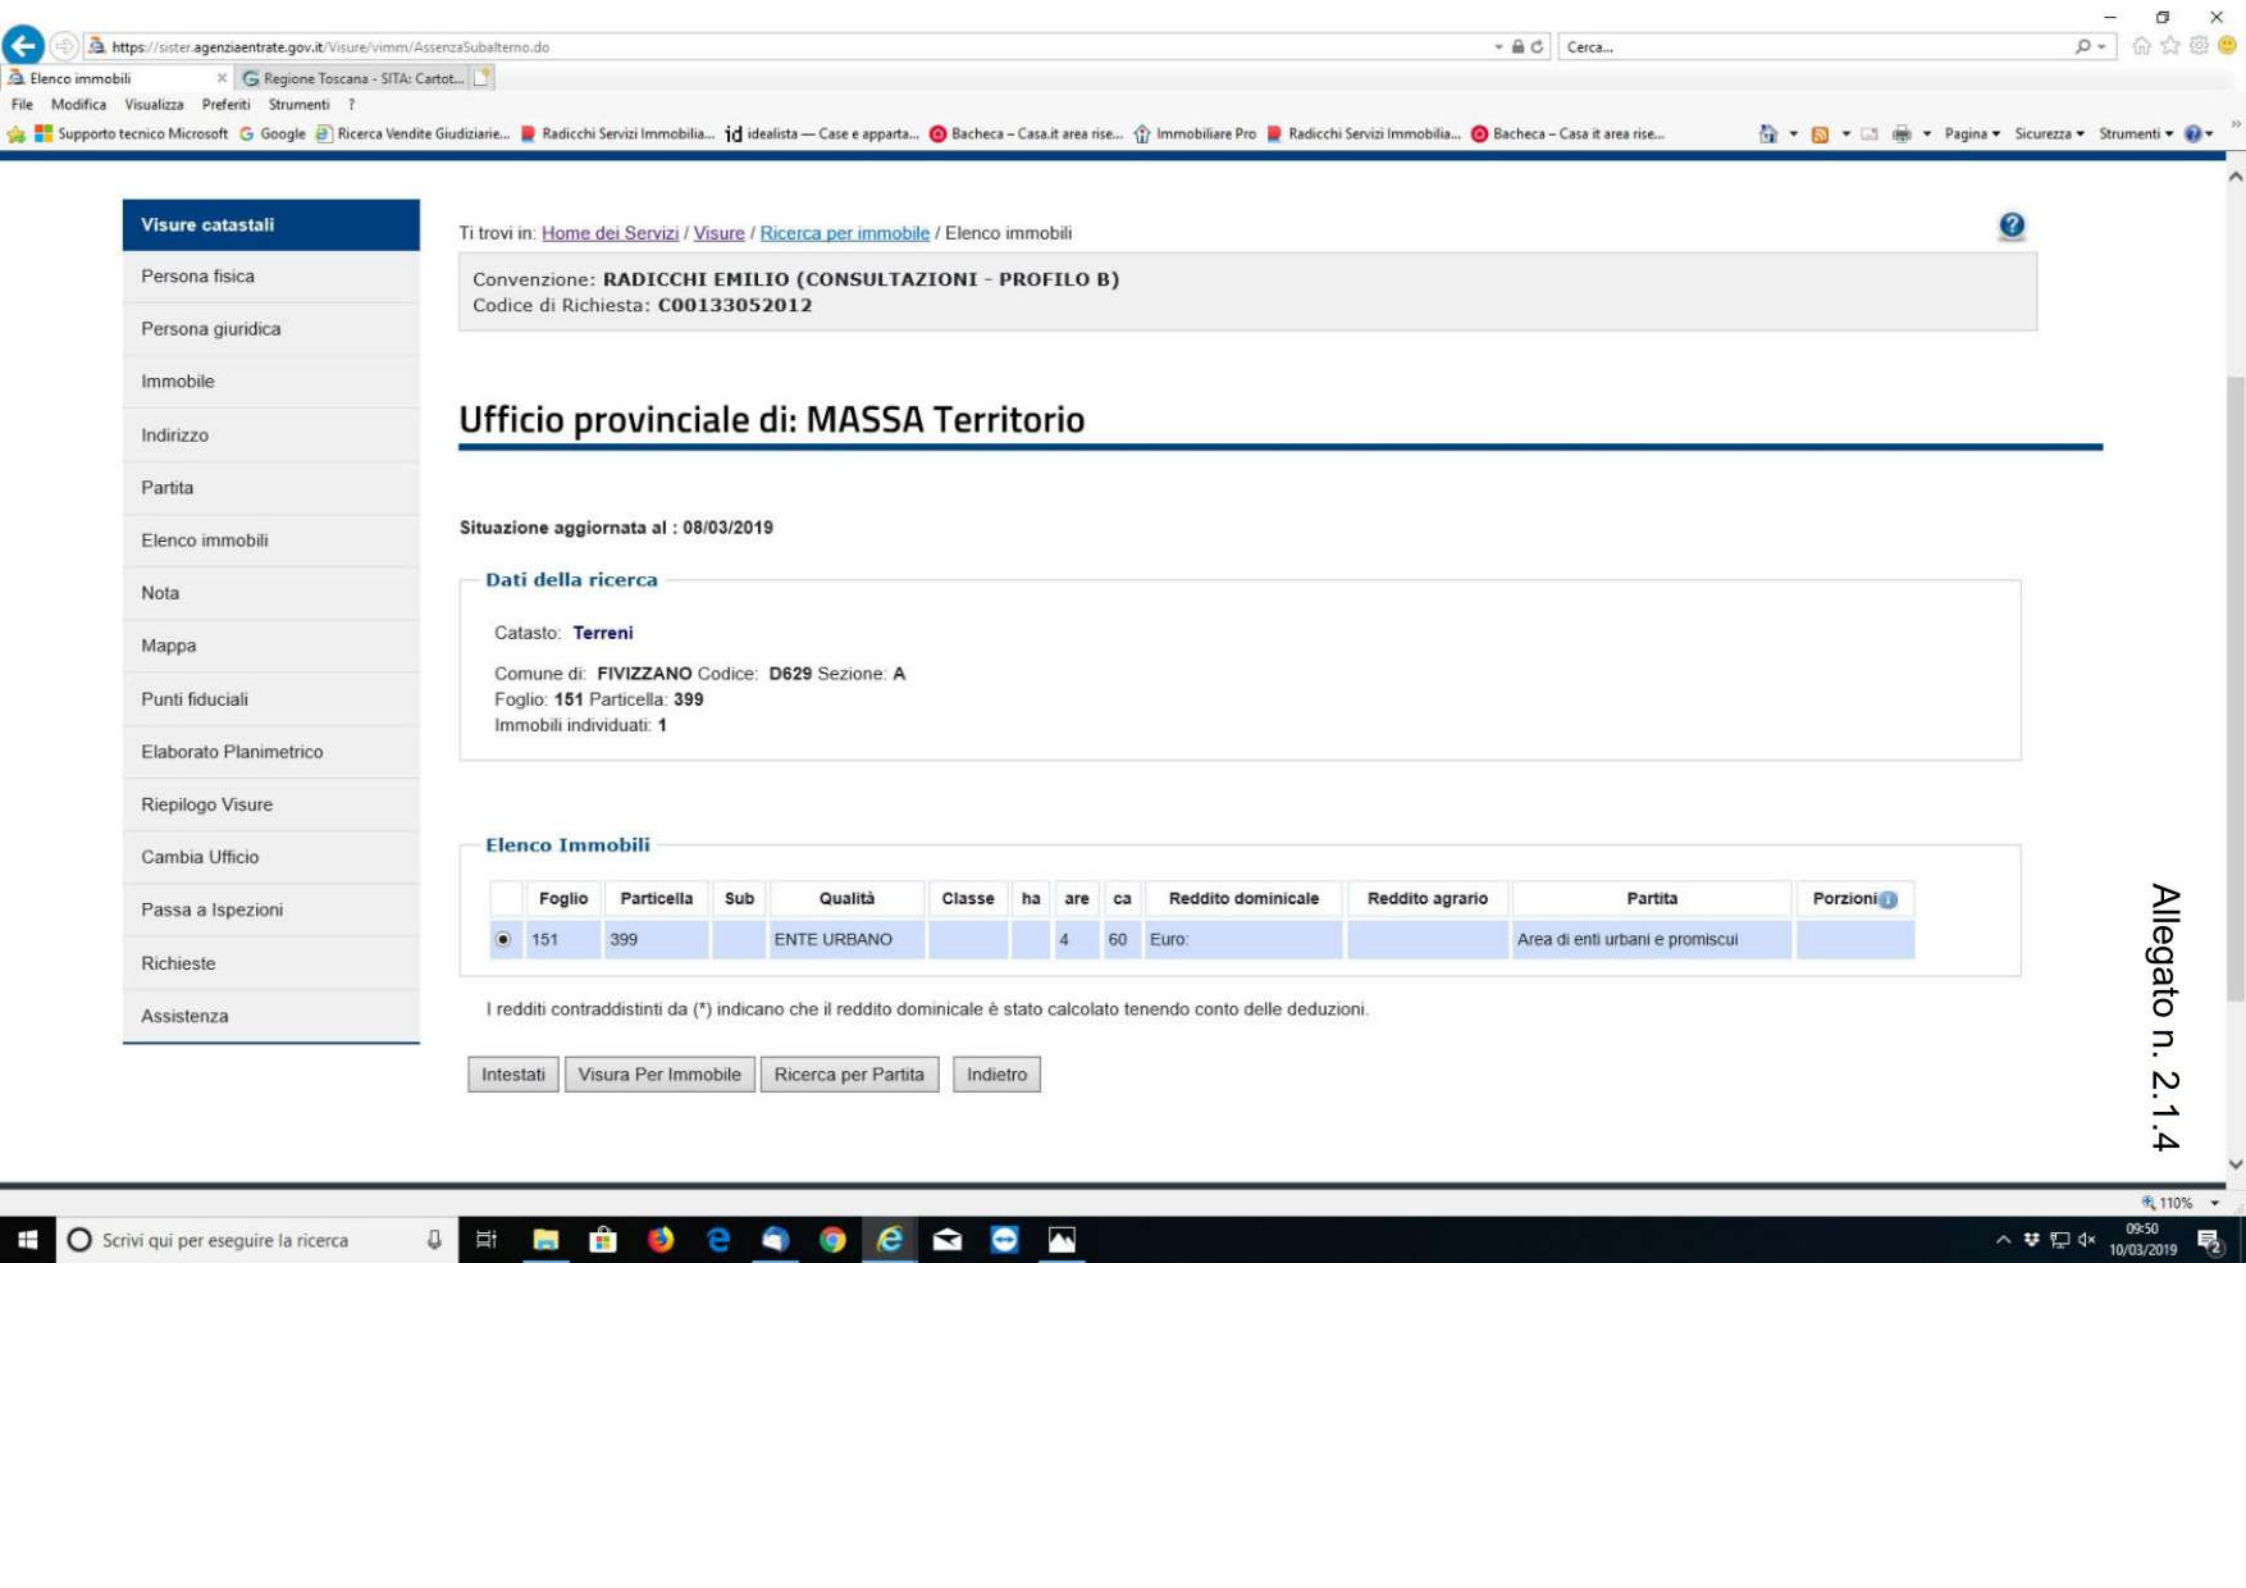 https://sister.agenziaentrate.gov.it/Visure/vimm/AssenzaSubalterno.do
Cerca...
Elenco immobili
Regione Toscana - SITA: Cartot...
File Modifica Visualizza Preferiti Strumenti ?
Supporto tecnico Microsoft Google Ricerca Vendite Giudiziarie... Radicchi Servizi Immobilia... id idealista — Case e apparta... Bacheca – Casa.it area rise... Immobiliare Pro Radicchi Servizi Immobilia... Bacheca – Casa it area rise... Pagina Sicurezza Strumenti
Visure catastali
Persona fisica
Persona giuridica
Immobile
Indirizzo
Partita
Elenco immobili
Nota
Mappa
Punti fiduciali
Elaborato Planimetrico
Riepilogo Visure
Cambia Ufficio
Passa a Ispezioni
Richieste
Assistenza
Ti trovi in: Home dei Servizi / Visure / Ricerca per immobile / Elenco immobili
Convenzione: RADICCHI EMILIO (CONSULTAZIONI - PROFILO B)
Codice di Richiesta: C00133052012
Ufficio provinciale di: MASSA Territorio
Situazione aggiornata al : 08/03/2019
Dati della ricerca
Catasto: Terreni
Comune di: FIVIZZANO Codice: D629 Sezione: A
Foglio: 151 Particella: 399
Immobili individuati: 1
Elenco Immobili
Foglio Particella Sub Qualità Classe ha are ca Reddito dominicale Reddito agrario Partita Porzioni
151 399 ENTE URBANO 4 60 Euro: Area di enti urbani e promiscui
I redditi contraddistinti da (*) indicano che il reddito dominicale è stato calcolato tenendo conto delle deduzioni.
Intestati Visura Per Immobile Ricerca per Partita Indietro
Allegato n. 2.1.4
110%
Scrivi qui per eseguire la ricerca
09:50
10/03/2019
2